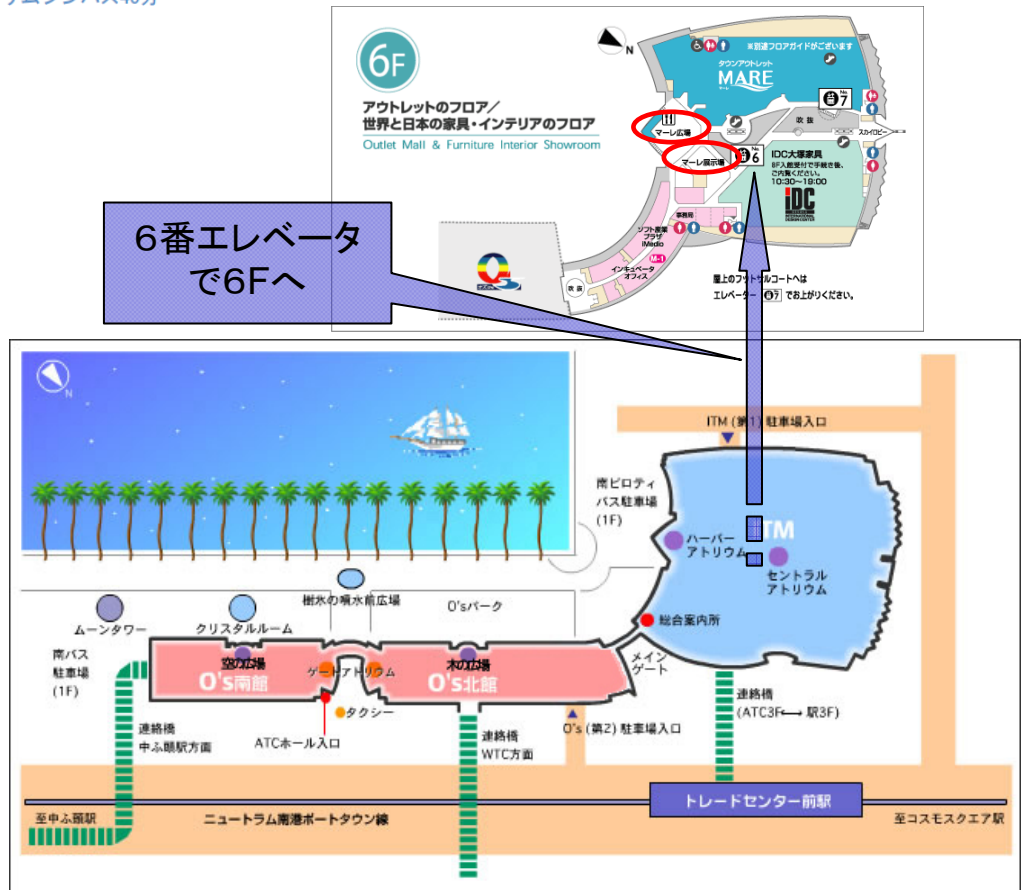 リムジンバス40分
6F
アウトレットのフロア／
世界と日本の家具・インテリアのフロア
Outlet Mall & Furniture Interior Showroom
N
※別途フロアガイドがございます
タウンアウトレット
MARE
マーレ
No.
7
吹抜
スカイロビー
マーレ広場
マーレ展示場
No.
6
IDC大塚家具
8F入館受付で手続き後、
ご内覧ください。
10:30〜19:00
IDC
INTERNATIONAL
DESIGN CENTER
事務局
ソフト産業
プラザ
iMedio
M-1
インキュベータ
オフィス
吹抜
屋上のフットサルコートへは
エレベーター 7 でお上がりください。
６番エレベータ
で６Fへ
N
ITM (第1) 駐車場入口
南ピロティ
バス駐車場
(1F)
ITM
ハーバー
アトリウム
セントラル
アトリウム
総合案内所
メイン
ゲート
樹氷の噴水前広場
O'sパーク
ムーンタワー
クリスタルルーム
南バス
駐車場
(1F)
空の広場
O's南館
ゲートアトリウム
木の広場
O's北館
タクシー
ATCホール入口
連絡橋
中ふ頭駅方面
連絡橋
WTC方面
O's (第2) 駐車場入口
連絡橋
(ATC3F⟷駅3F)
トレードセンター前駅
至中ふ頭駅
ニュートラム南港ポートタウン線
至コスモスクエア駅